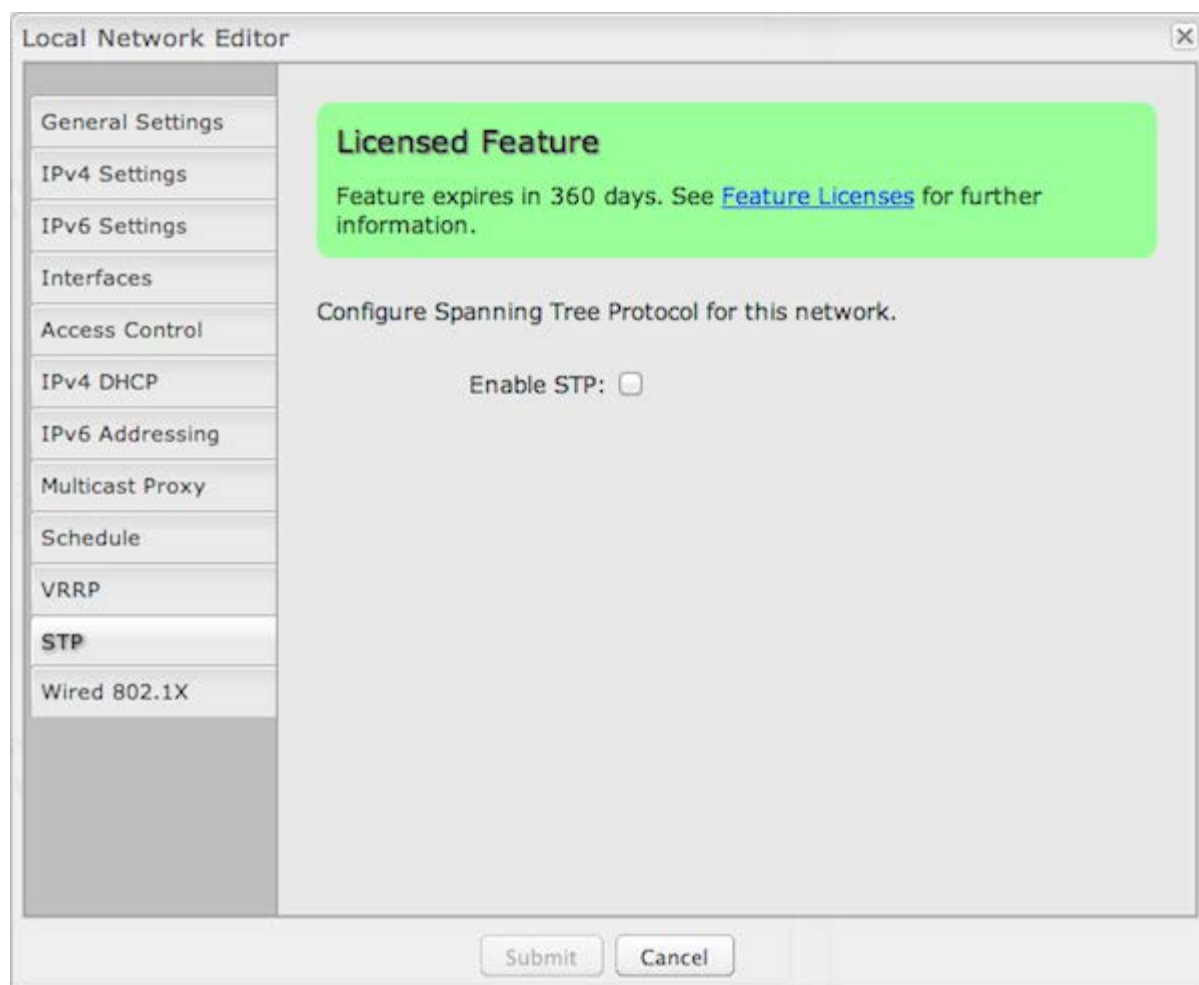 Local Network Editor
General Settings
IPv4 Settings
IPv6 Settings
Interfaces
Access Control
IPv4 DHCP
IPv6 Addressing
Multicast Proxy
Schedule
VRRP
STP
Wired 802.1X
Licensed Feature
Feature expires in 360 days. See Feature Licenses for further
information.
Configure Spanning Tree Protocol for this network.
Enable STP:
Submit
Cancel